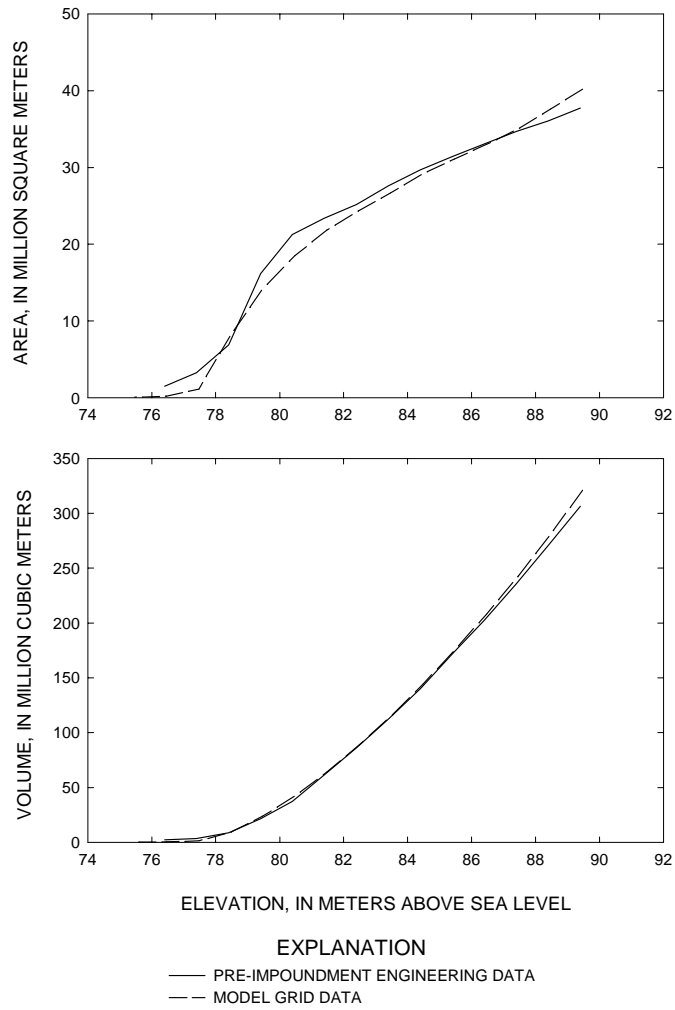 AREA, IN MILLION SQUARE METERS
50
40
30
20
10
0
74 76 78 80 82 84 86 88 90 92
VOLUME, IN MILLION CUBIC METERS
350
300
250
200
150
100
50
0
74 76 78 80 82 84 86 88 90 92
ELEVATION, IN METERS ABOVE SEA LEVEL
EXPLANATION
PRE-IMPOUNDMENT ENGINEERING DATA
MODEL GRID DATA